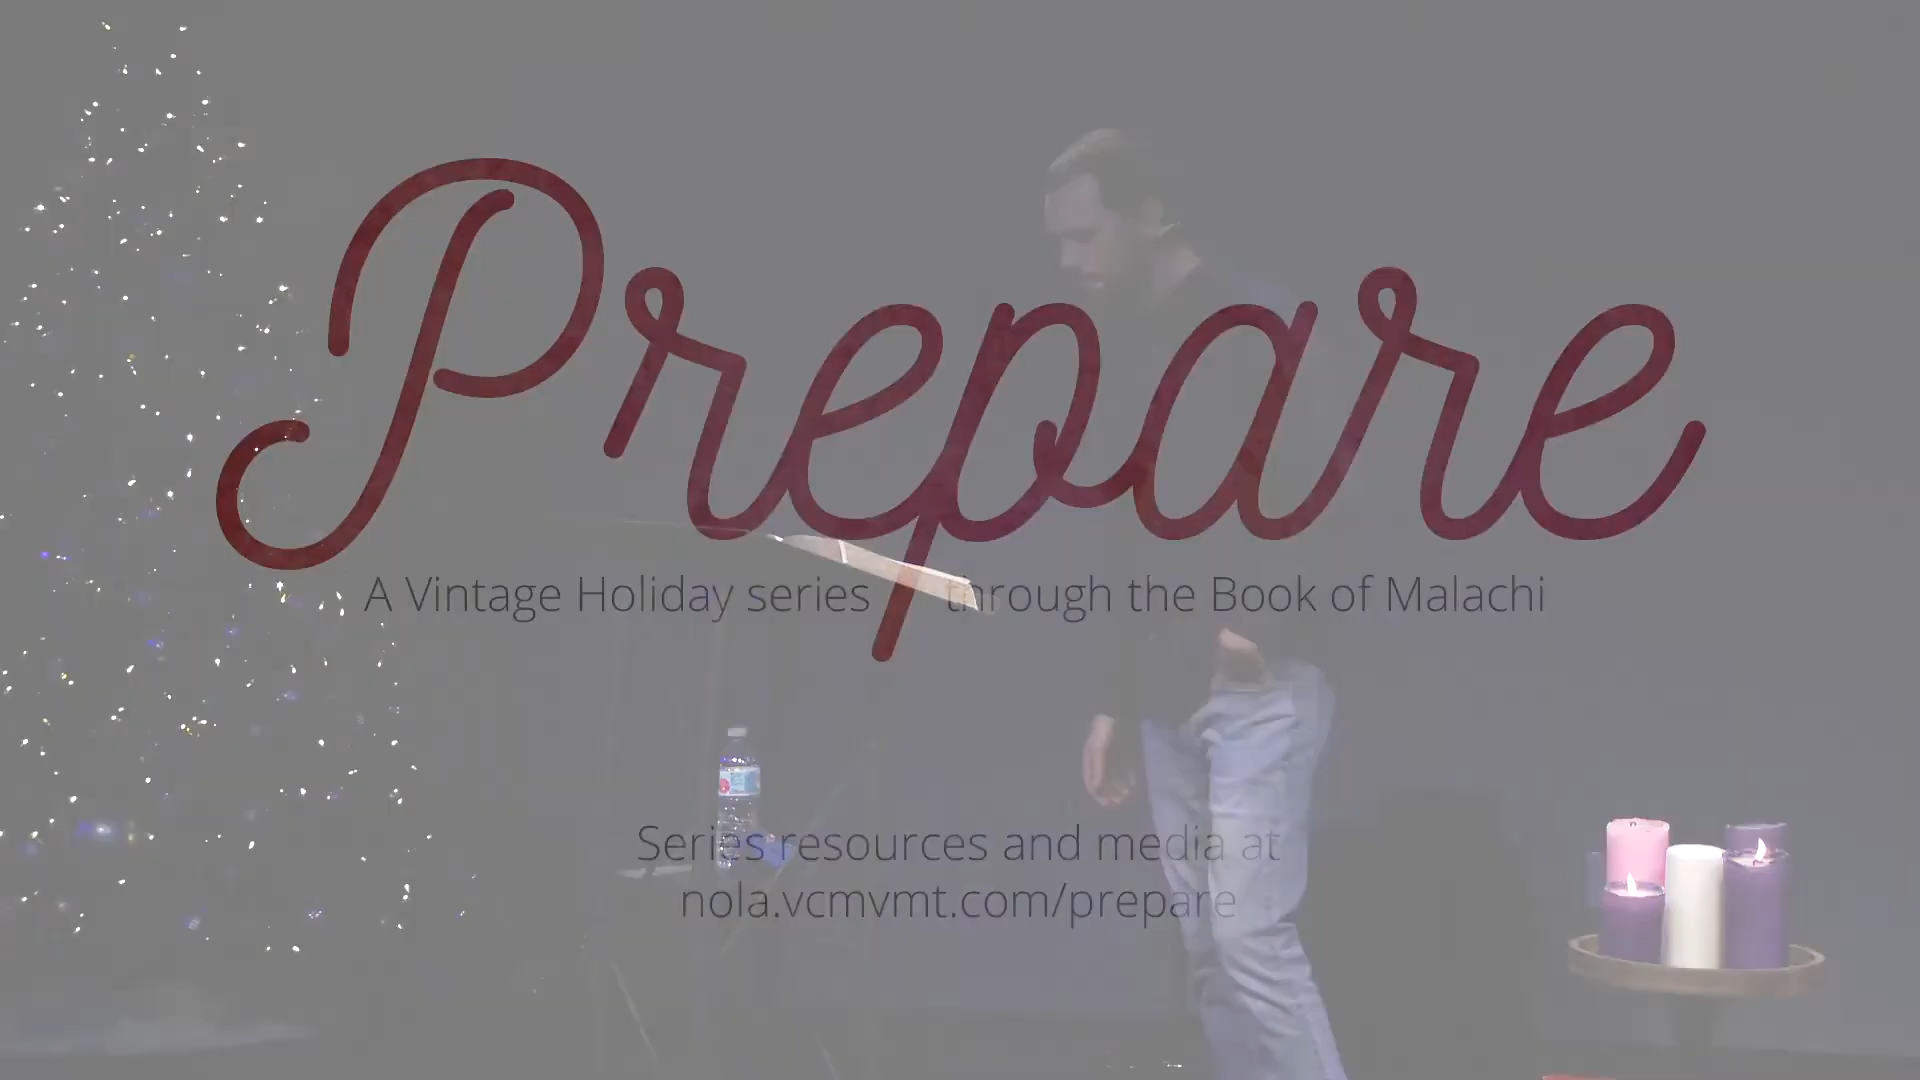 Prepare
A Vintage Holiday series through the Book of Malachi
Series resources and media at
nola.vcmvmt.com/prepare